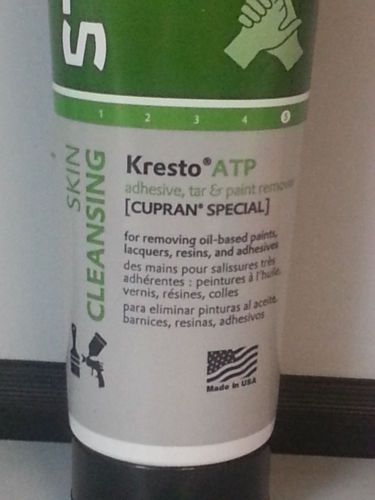 ST
1 2 3 4 5
SKIN
CLEANSING
Kresto® ATP
adhesive, tar & paint remover
[CUPRAN® SPECIAL]
for removing oil-based paints,
lacquers, resins, and adhesives
des mains pour salissures très
adhérentes : peintures à l'huile,
vernis, résines, colles
para eliminar pinturas al aceite,
barnices, resinas, adhesivos
Made in USA